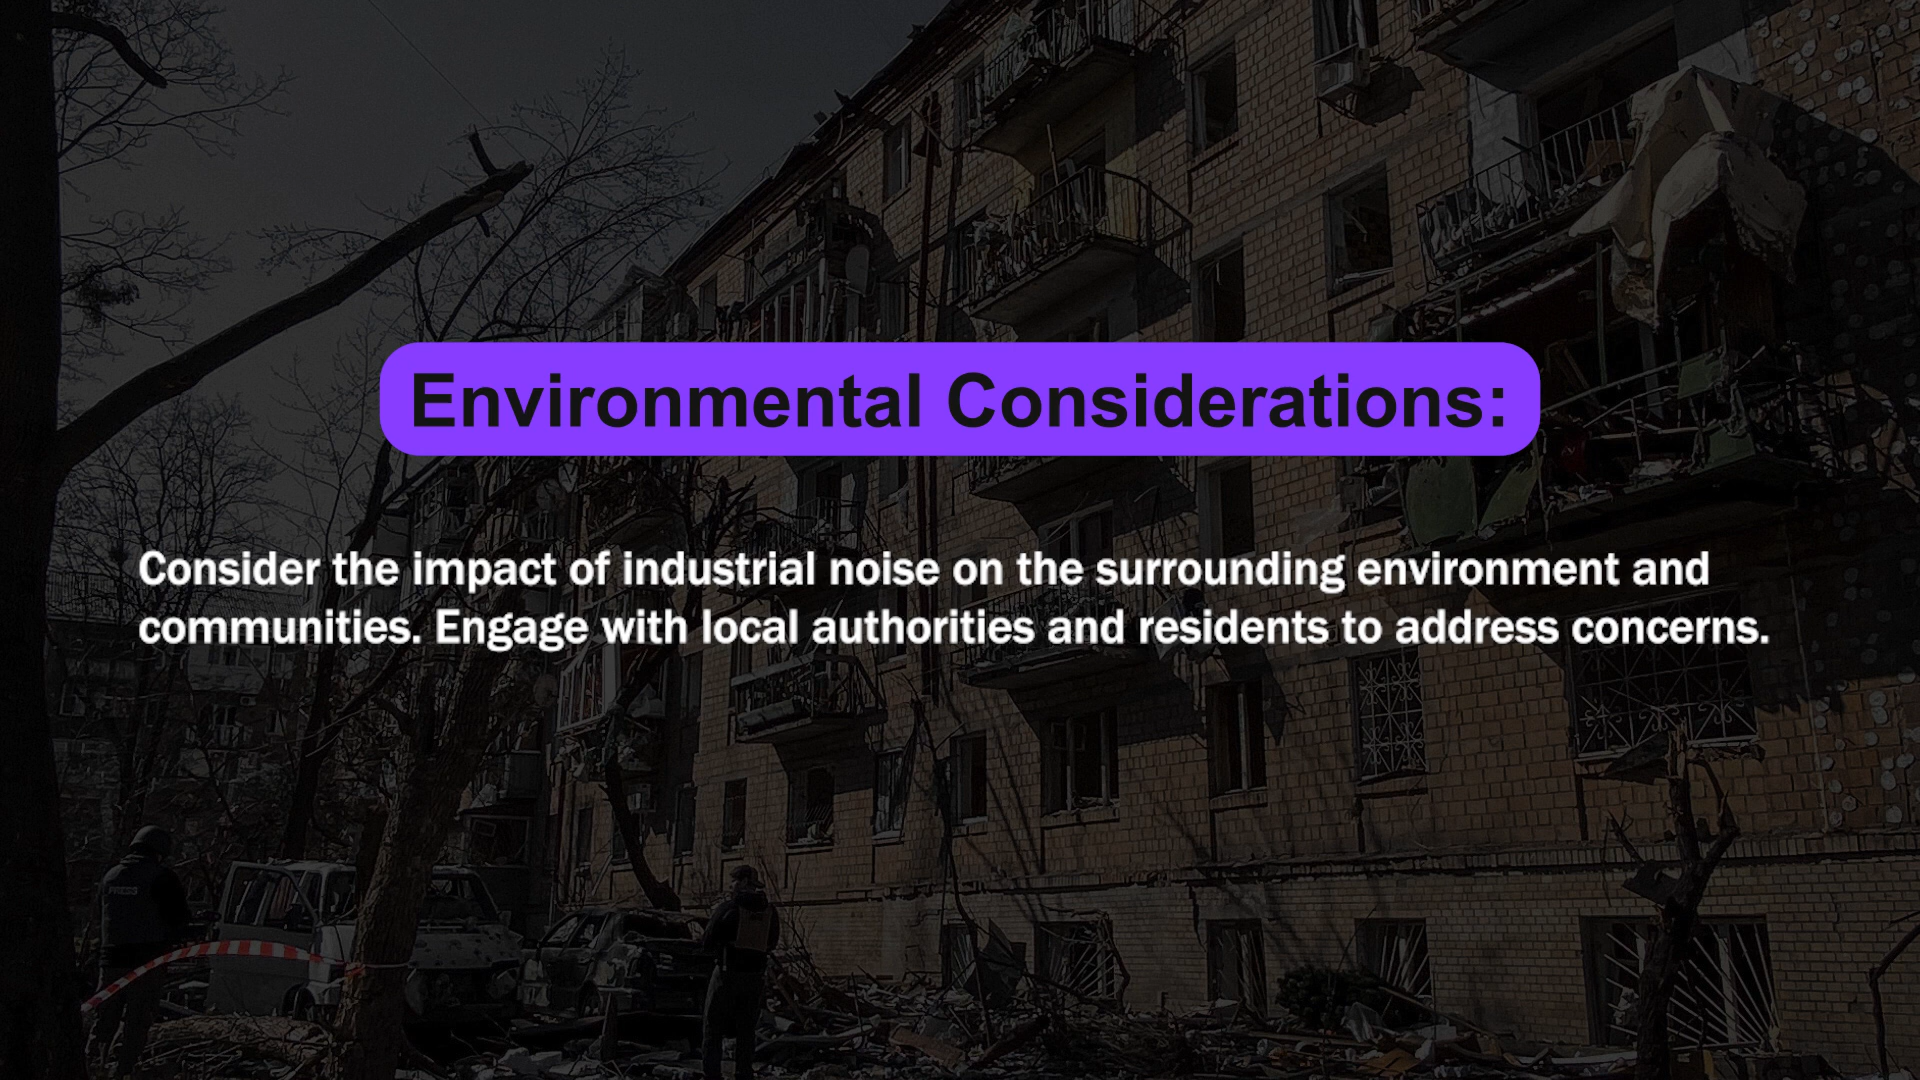 Environmental Considerations:
Consider the impact of industrial noise on the surrounding environment and
communities. Engage with local authorities and residents to address concerns.
PRESS